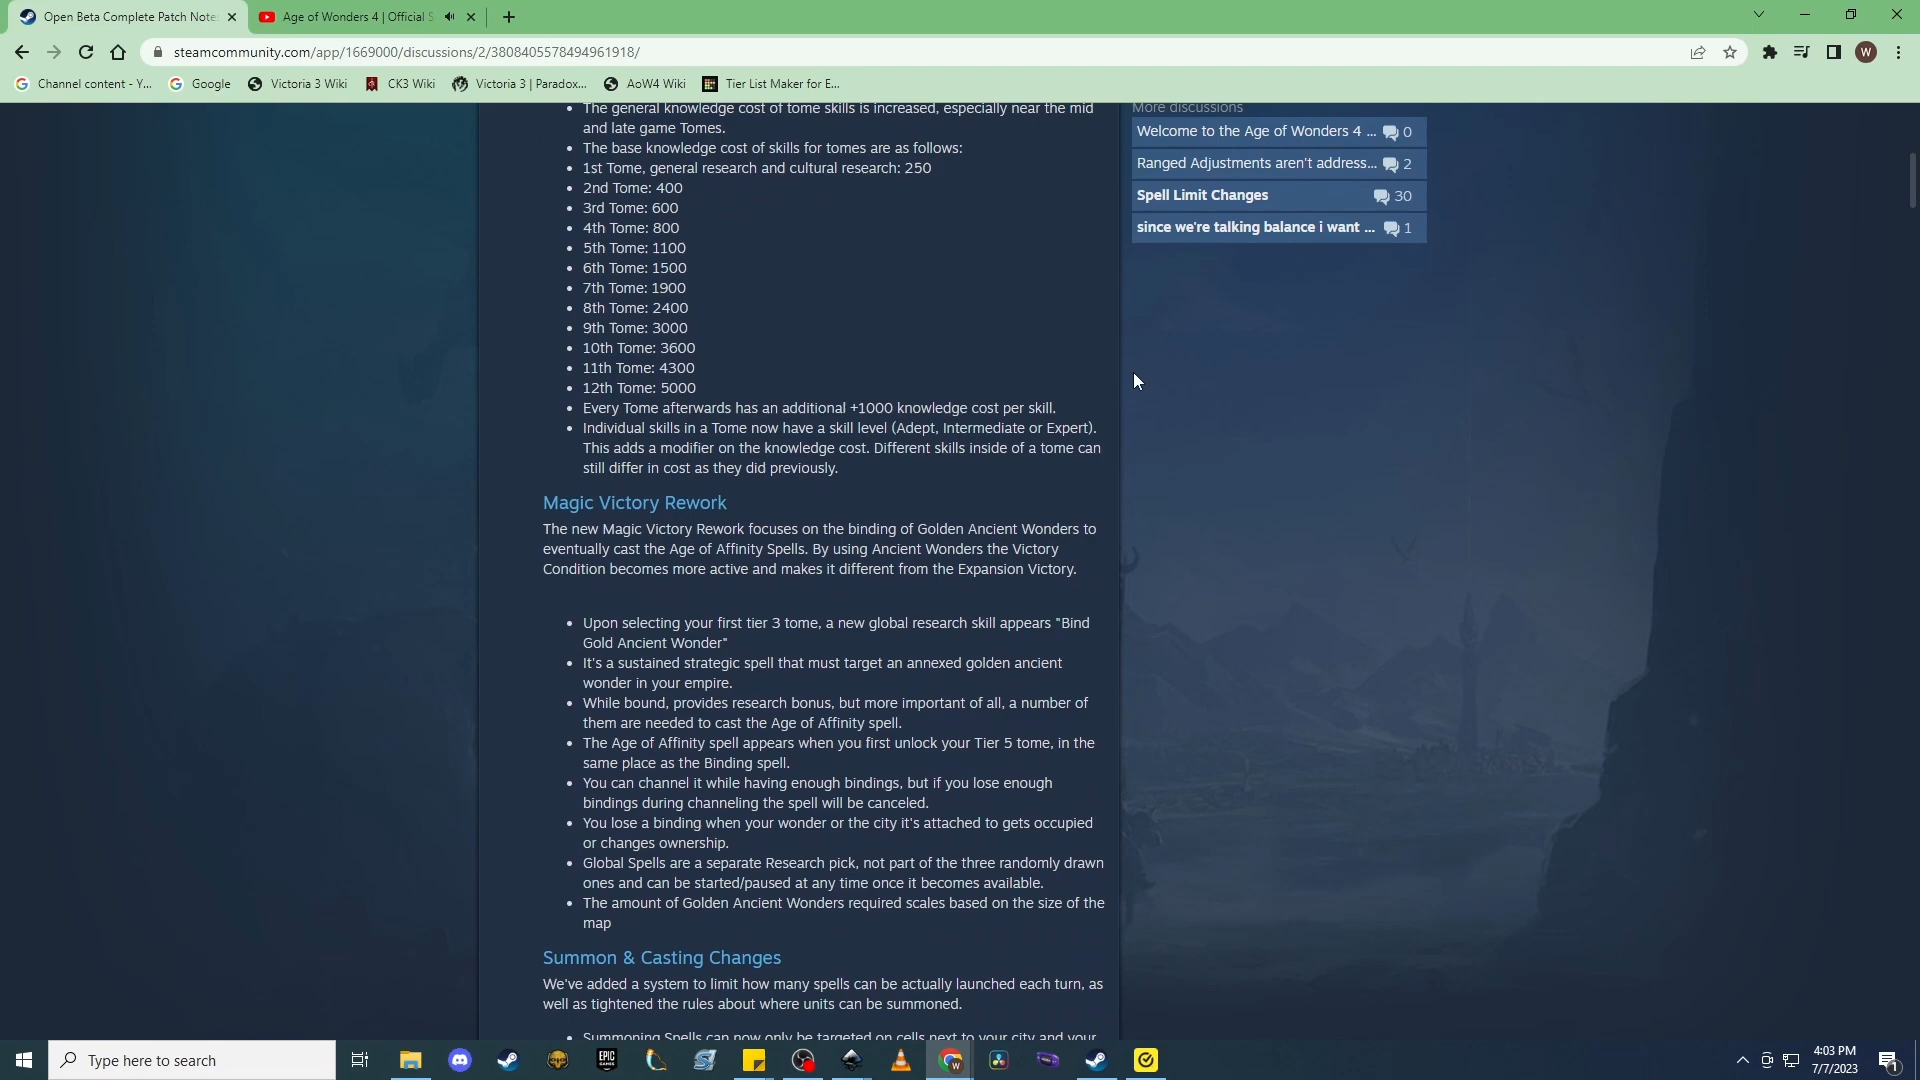 Open Beta Complete Patch Note
Age of Wonders 4 | Official S
steamcommunity.com/app/1669000/discussions/2/3808405578494961918/
W
Channel content - Y...
Google
Victoria 3 Wiki
CK3 Wiki
Victoria 3 | Paradox...
AoW4 Wiki
Tier List Maker for E...
The general knowledge cost of tome skills is increased, especially near the mid
and late game Tomes.
The base knowledge cost of skills for tomes are as follows:
1st Tome, general research and cultural research: 250
2nd Tome: 400
3rd Tome: 600
4th Tome: 800
5th Tome: 1100
6th Tome: 1500
7th Tome: 1900
8th Tome: 2400
9th Tome: 3000
10th Tome: 3600
11th Tome: 4300
12th Tome: 5000
Every Tome afterwards has an additional +1000 knowledge cost per skill.
Individual skills in a Tome now have a skill level (Adept, Intermediate or Expert).
This adds a modifier on the knowledge cost. Different skills inside of a tome can
still differ in cost as they did previously.
Magic Victory Rework
The new Magic Victory Rework focuses on the binding of Golden Ancient Wonders to
eventually cast the Age of Affinity Spells. By using Ancient Wonders the Victory
Condition becomes more active and makes it different from the Expansion Victory.
Upon selecting your first tier 3 tome, a new global research skill appears "Bind
Gold Ancient Wonder"
It's a sustained strategic spell that must target an annexed golden ancient
wonder in your empire.
While bound, provides research bonus, but more important of all, a number of
them are needed to cast the Age of Affinity spell.
The Age of Affinity spell appears when you first unlock your Tier 5 tome, in the
same place as the Binding spell.
You can channel it while having enough bindings, but if you lose enough
bindings during channeling the spell will be canceled.
You lose a binding when your wonder or the city it's attached to gets occupied
or changes ownership.
Global Spells are a separate Research pick, not part of the three randomly drawn
ones and can be started/paused at any time once it becomes available.
The amount of Golden Ancient Wonders required scales based on the size of the
map
Summon & Casting Changes
We've added a system to limit how many spells can be actually launched each turn, as
well as tightened the rules about where units can be summoned.
Summoning Spells can now only be targeted on cells next to your city and your
More discussions
Welcome to the Age of Wonders 4 ... 0
Ranged Adjustments aren't address... 2
Spell Limit Changes 30
since we're talking balance i want ... 1
Type here to search
EPIC
GAMES
W
4:03 PM
7/7/2023
1